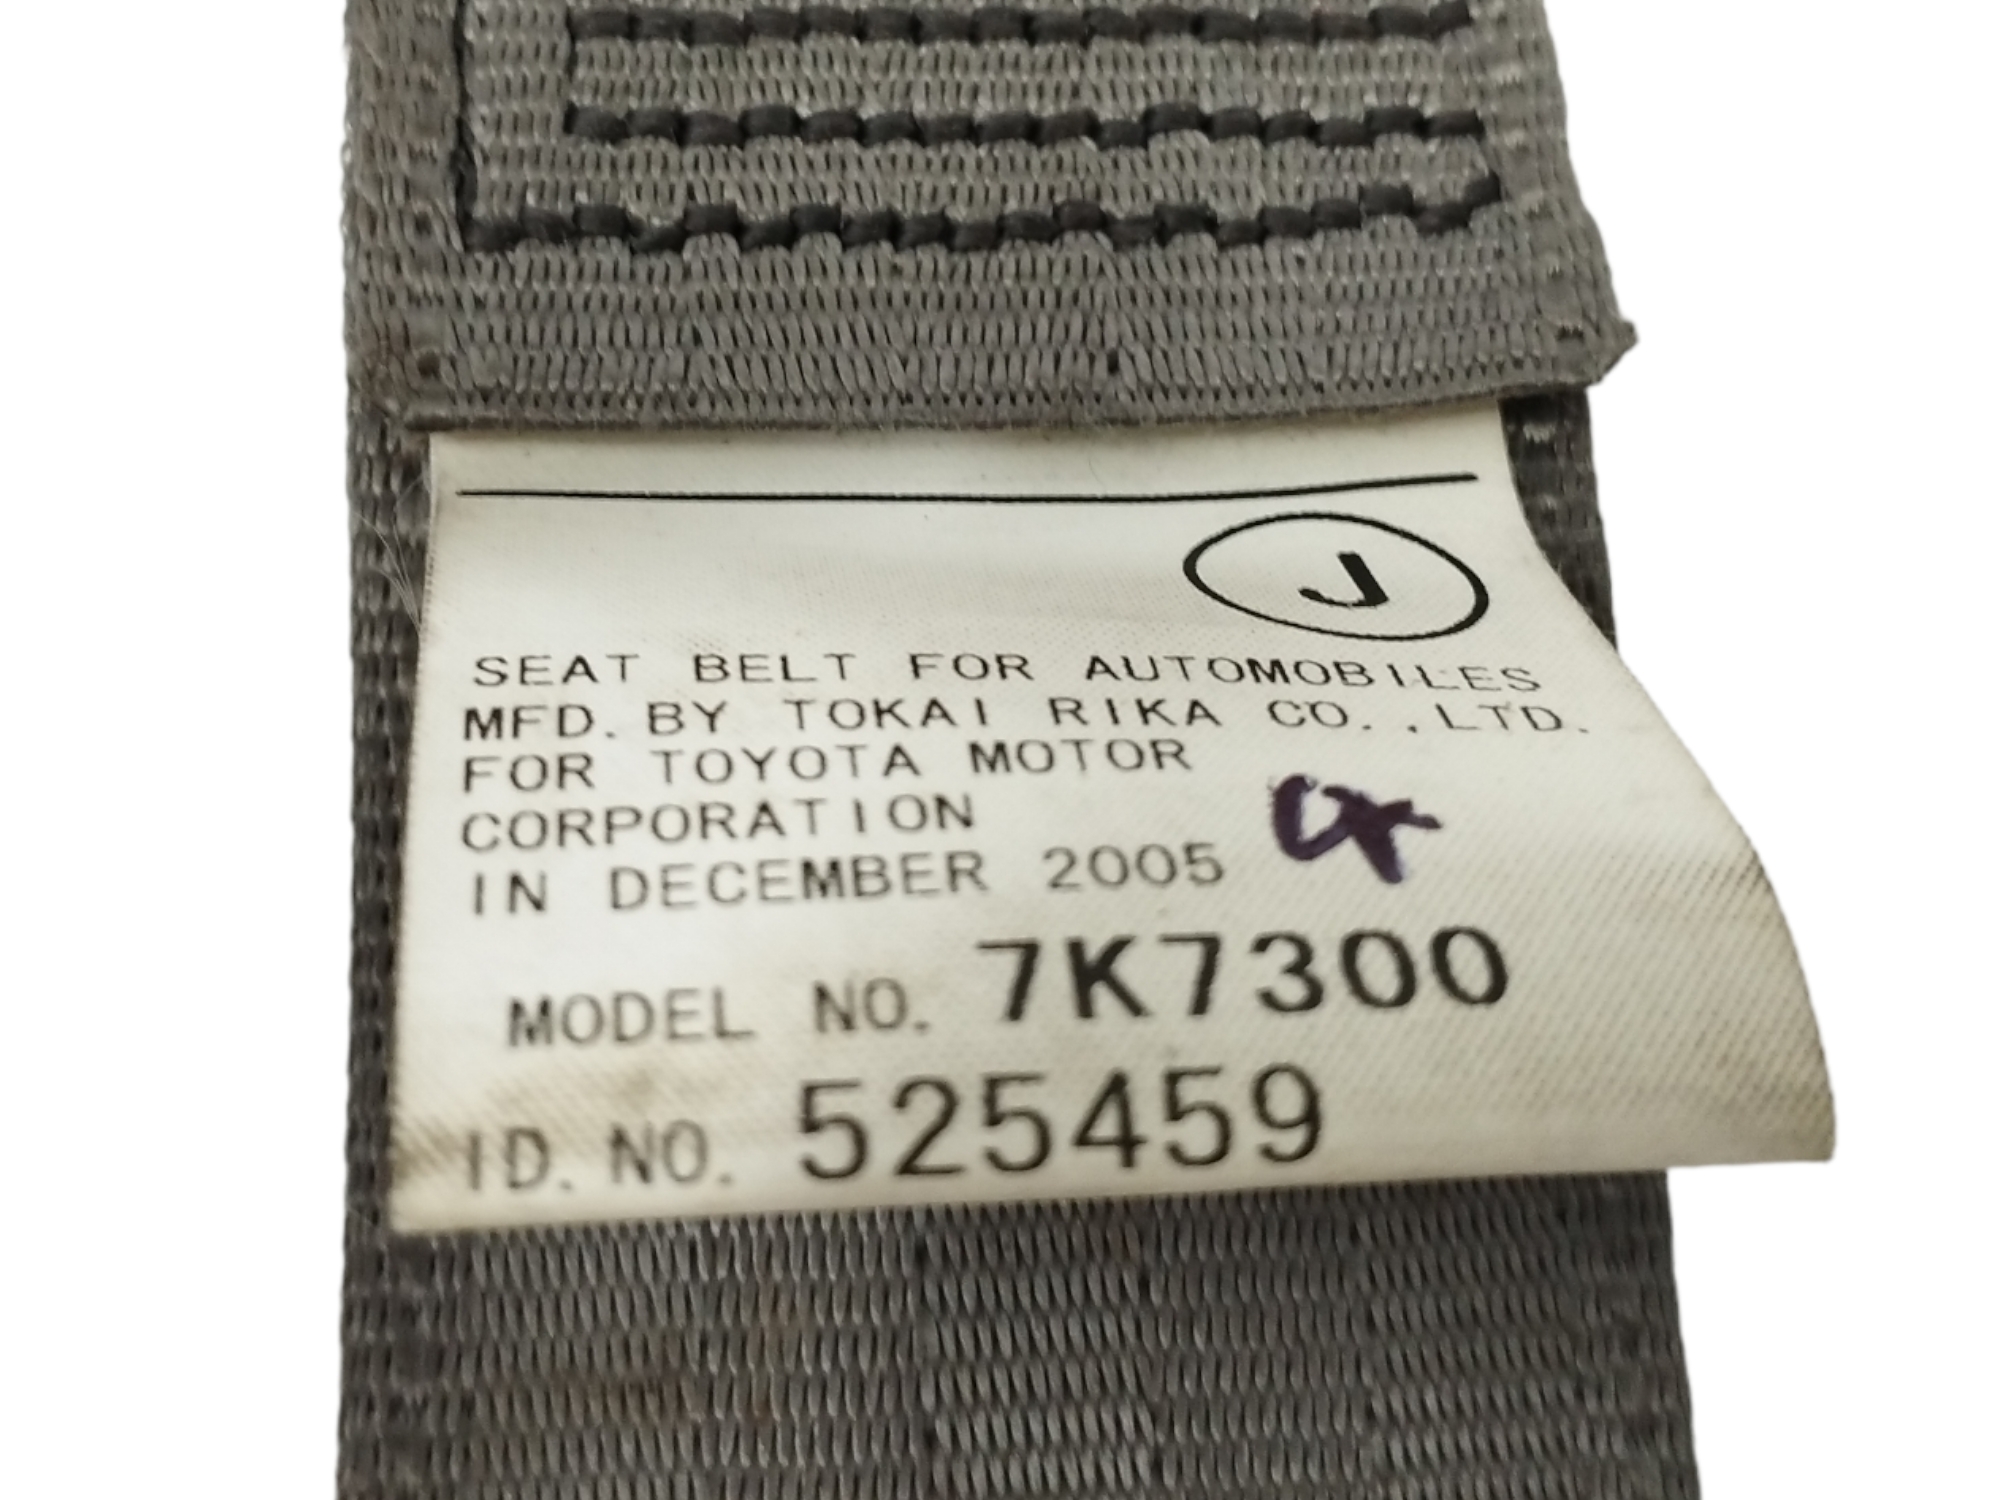 J
SEAT BELT FOR AUTOMOBILES
MFD. BY TOKAI RIKA CO. ,LTD.
FOR TOYOTA MOTOR
CORPORATION
IN DECEMBER 2005
MODEL NO. 7K7300
ID. NO. 525459